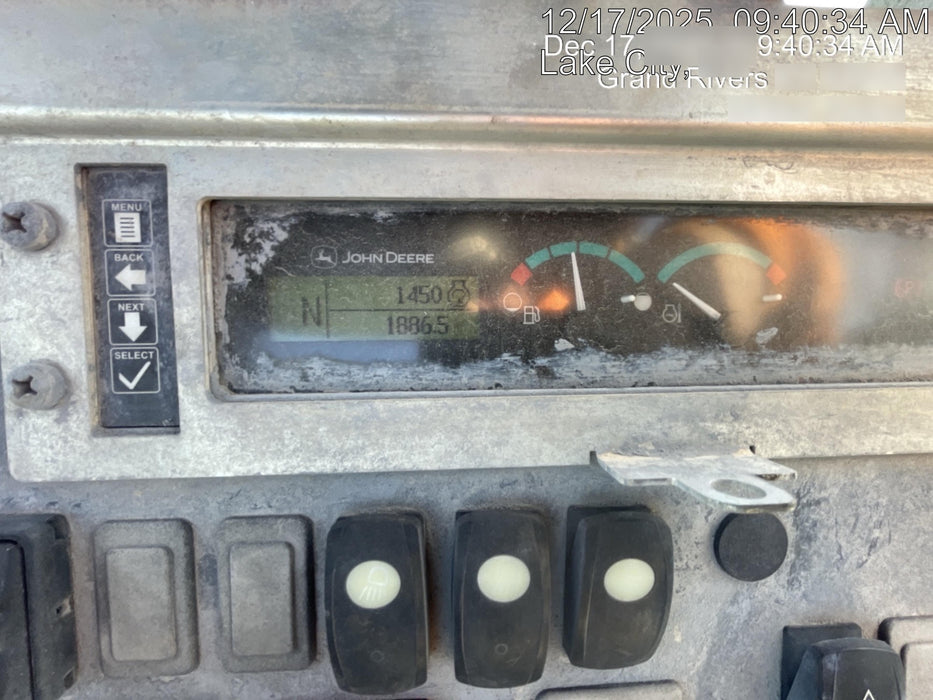 12/17/2025 09:40:34 AM
Dec 17 9:40:34 AM
Lake City,
Grand Rivers
MENU
BACK
NEXT
SELECT
JOHN DEERE
N
1450
1886.5